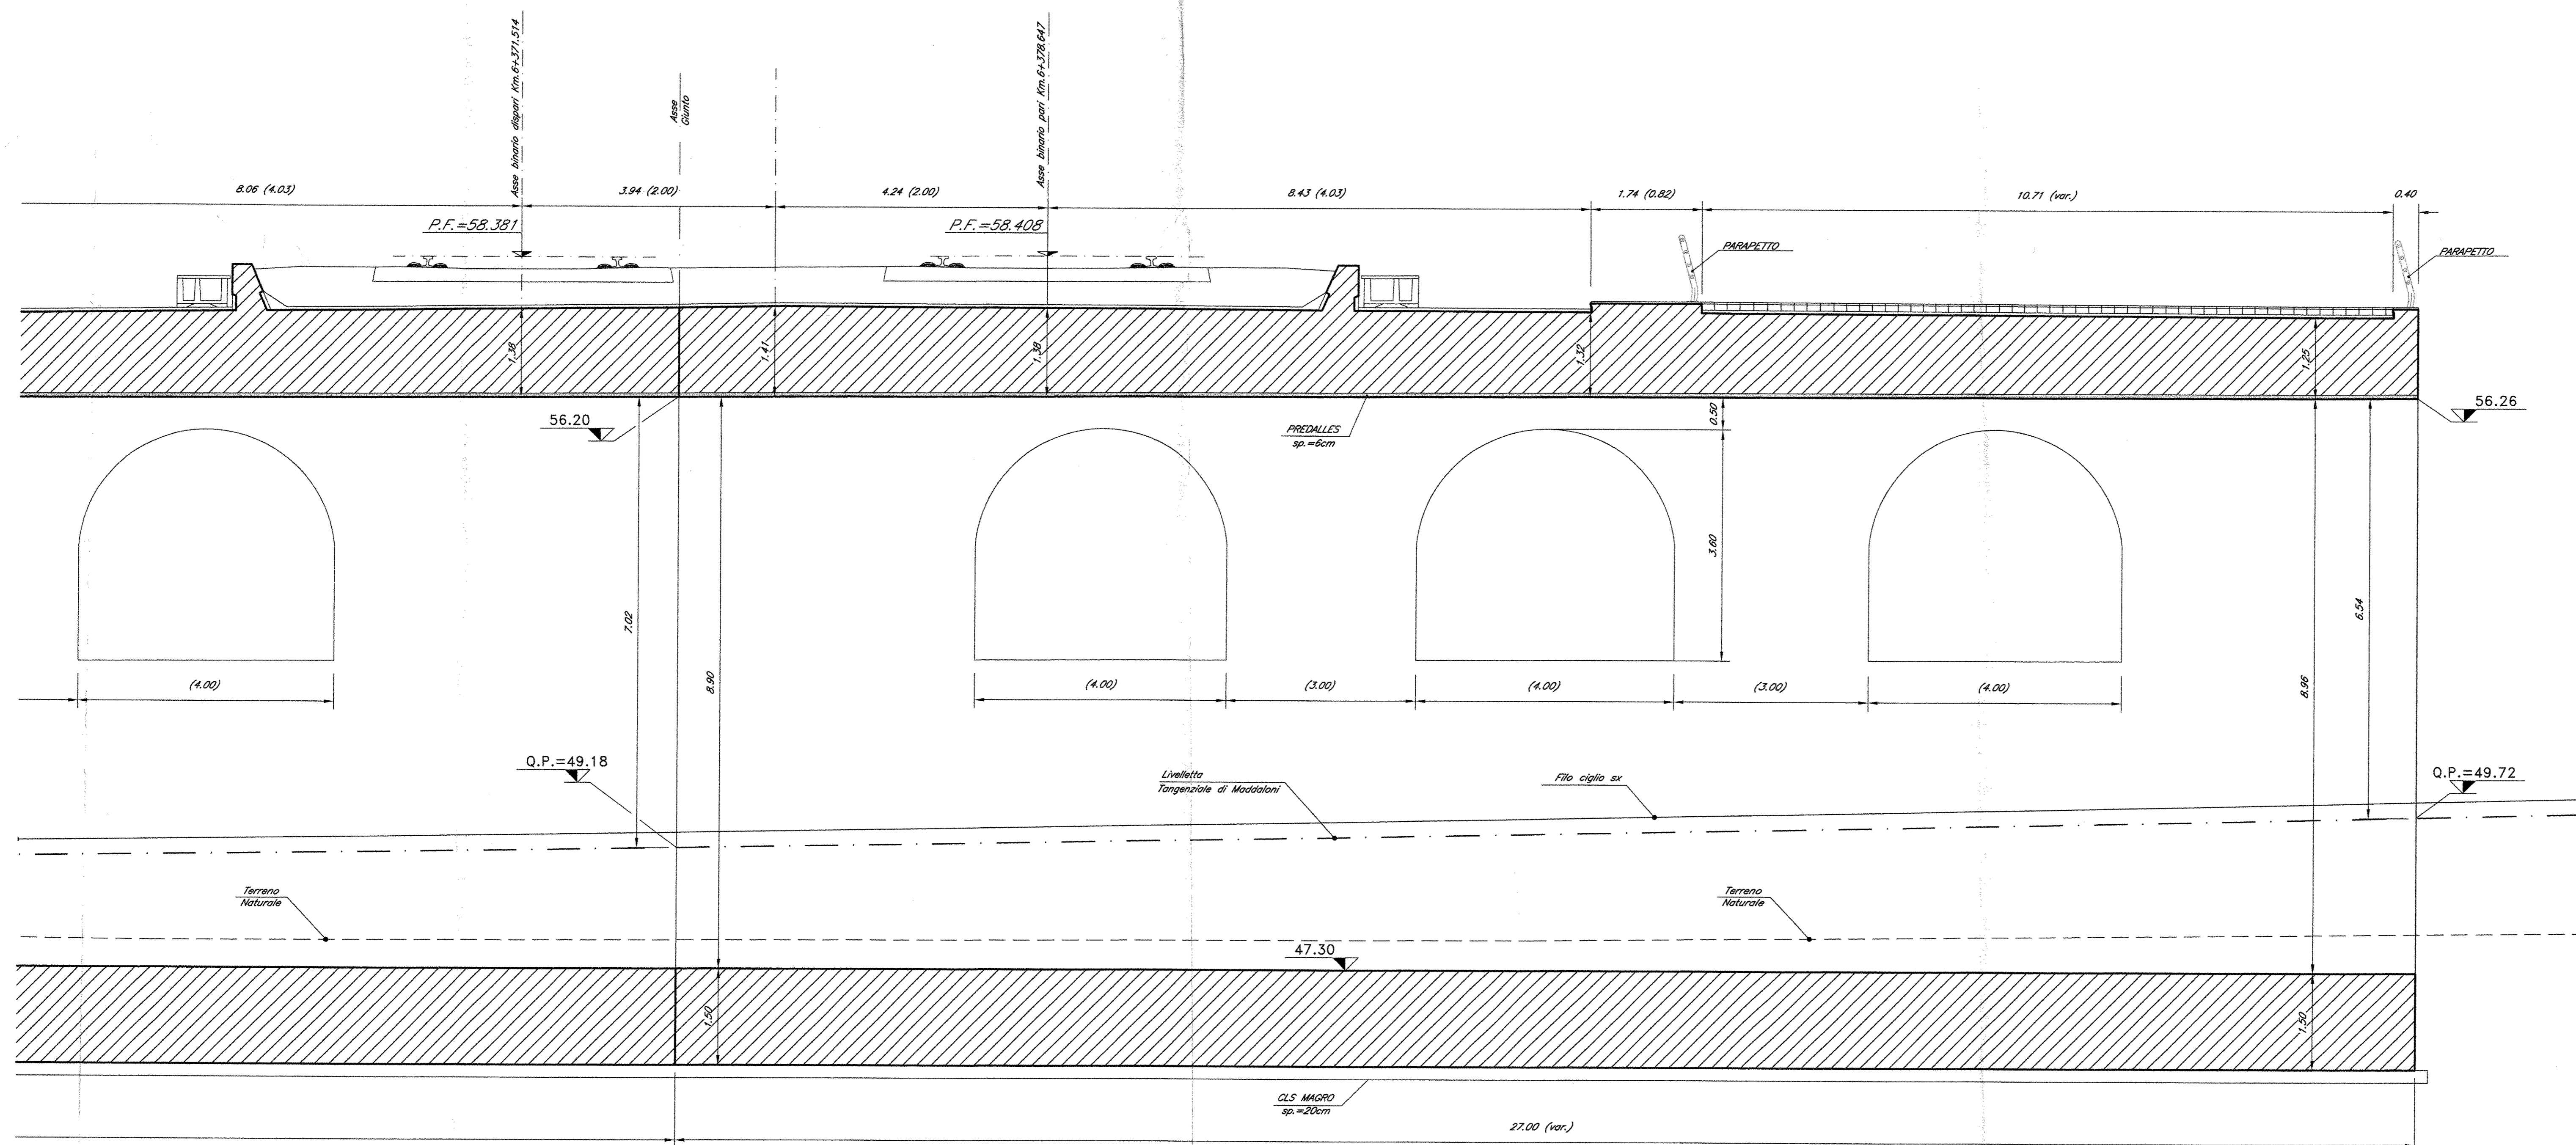 Asse binario dispari Km.6+371.514
Asse
Giunto
Asse binario pari Km.6+378.647
8.06 (4.03)
3.94 (2.00)
4.24 (2.00)
8.43 (4.03)
1.74 (0.82)
10.71 (var.)
0.40
P.F.=58.381
P.F.=58.408
PARAPETTO
PARAPETTO
1.38
1.41
1.38
1.32
1.25
56.20
PREDALLES
sp.=6cm
0.50
56.26
3.60
7.02
8.90
6.54
8.96
(4.00)
(4.00)
(3.00)
(4.00)
(3.00)
(4.00)
Q.P.=49.18
Livelletta
Tangenziale di Maddaloni
Filo ciglio sx
Q.P.=49.72
Terreno
Naturale
Terreno
Naturale
47.30
1.50
1.50
CLS MAGRO
sp.=20cm
27.00 (var.)